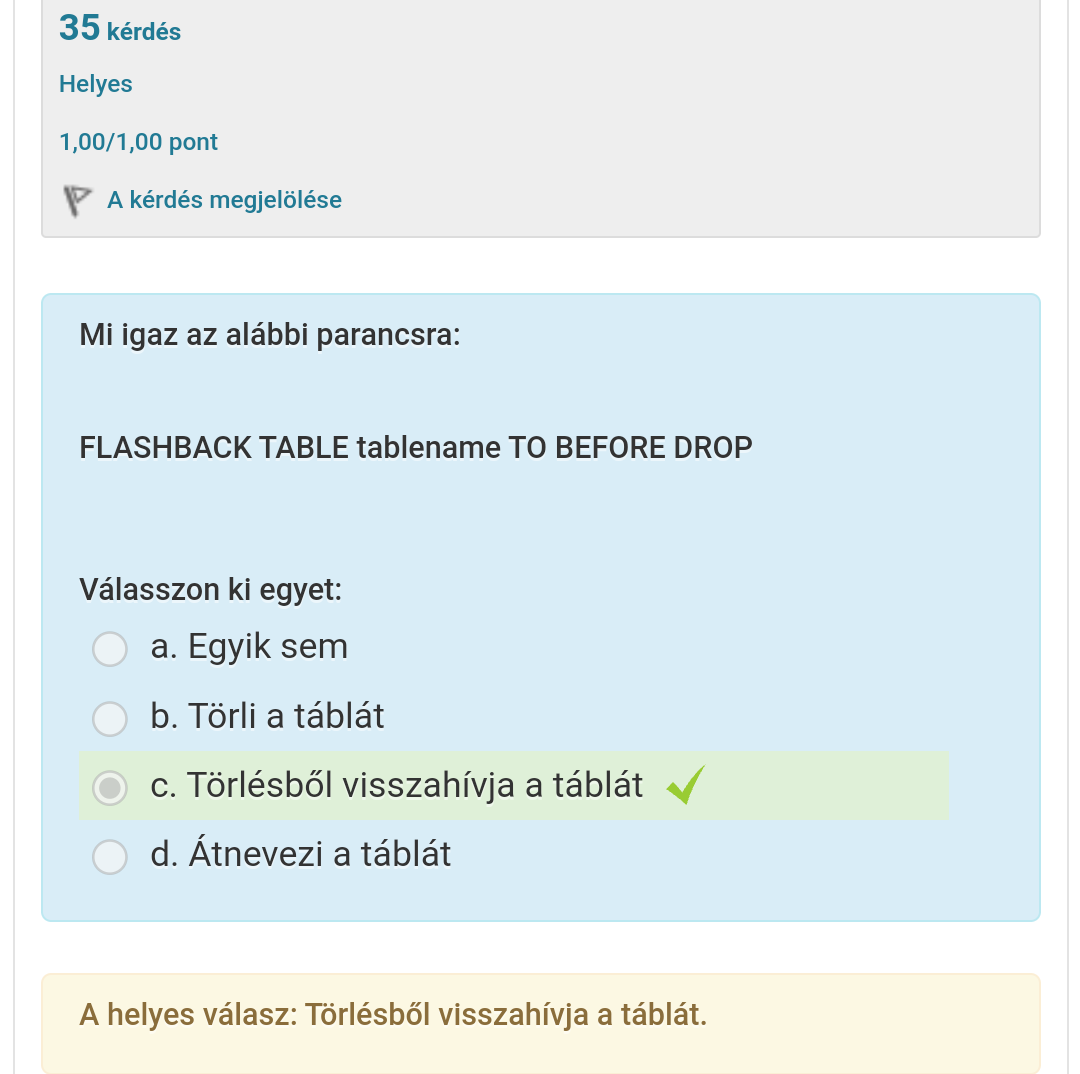 35 kérdés
Helyes
1,00/1,00 pont
A kérdés megjelölése
Mi igaz az alábbi parancsra:
FLASHBACK TABLE tablename TO BEFORE DROP
Válasszon ki egyet:
a. Egyik sem
b. Törli a táblát
c. Törlésből visszahívja a táblát
d. Átnevezi a táblát
A helyes válasz: Törlésből visszahívja a táblát.